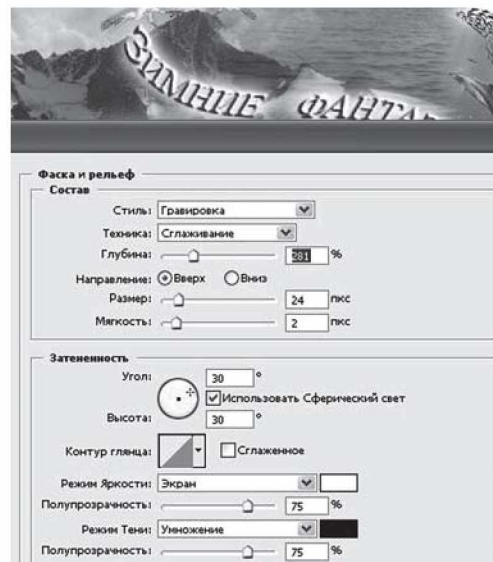 ЗИМНИЕ ФАНТА
Фаска и рельеф
Состав
Стиль: Гравировка
Техника: Сглаживание
Глубина: 281 %
Направление: Вверх Вниз
Размер: 24 пкс
Мягкость: 2 пкс
Затененность
Угол: 30 °
Использовать Сферический свет
Высота: 30 °
Контур глянца: Сглаженное
Режим Яркости: Экран
Полупрозрачность: 75 %
Режим Тени: Умножение
Полупрозрачность: 75 %